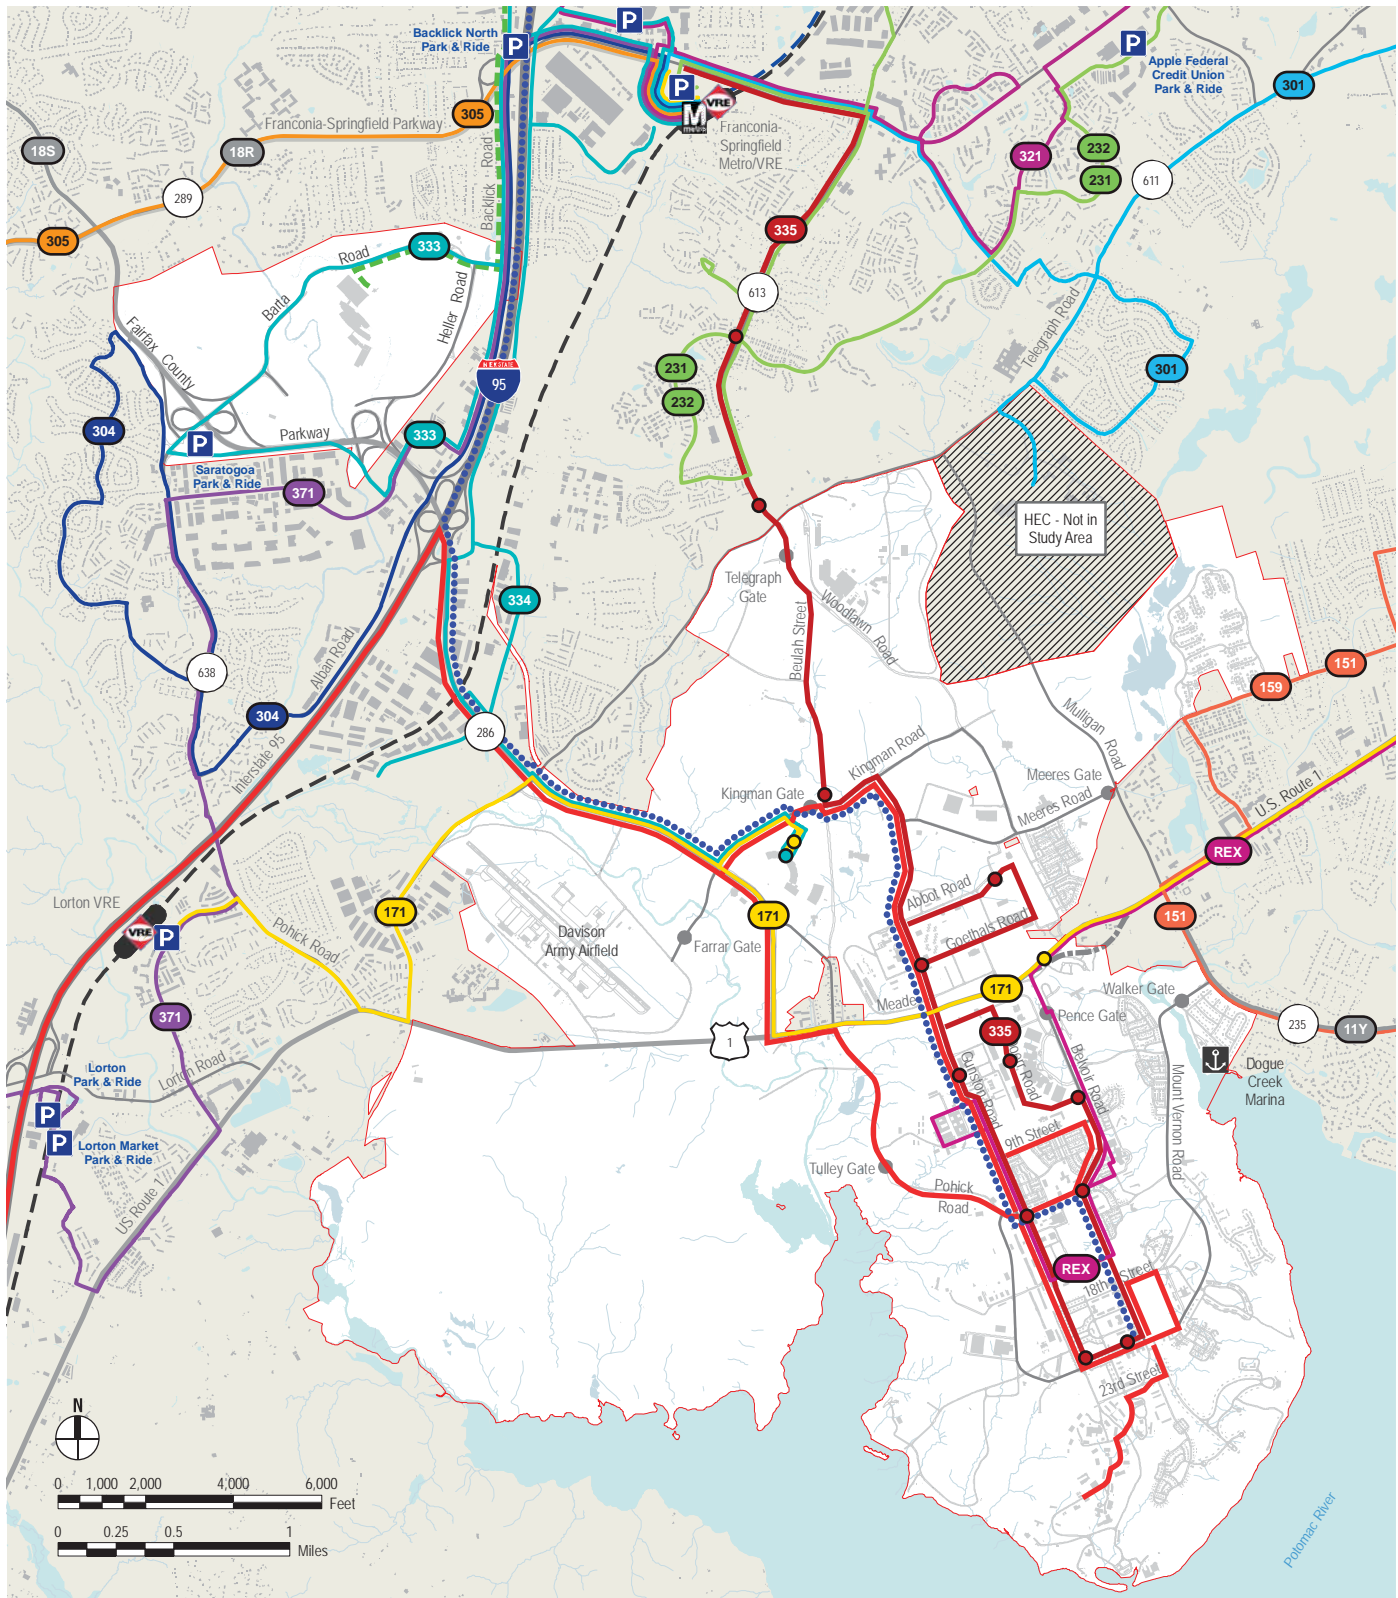 P
Backlick North
Park & Ride
P
P
Apple Federal
Credit Union
Park & Ride
301
P
VRE
M
metro
Franconia-
Springfield
Metro/VRE
305
Franconia-Springfield Parkway
18S
18R
289
305
Backlick Road
321
232
231
611
335
613
Road
333
Barta
Heller Road
Fairfax County
INTERSTATE
95
Telegraph Road
231
232
301
304
P
Parkway
333
Saratogoa
Park & Ride
371
HEC - Not in
Study Area
Telegraph
Gate
Woodlawn Road
Beulah Street
334
638
Alban Road
304
Interstate 95
286
151
159
Mulligan Road
Kingman Road
Meeres Gate
Meeres Road
Kingman Gate
U.S. Route 1
REX
Lorton VRE
VRE
P
Pohick Road
171
171
Davison
Army Airfield
Farrar Gate
Abbot Road
Goethals Road
151
171
Meade
Walker Gate
Pence Gate
371
1
335
235
11Y
Lorton Road
Lorton
Park & Ride
P
P
Lorton Market
Park & Ride
US Route 1
Gunston Road
Road
Belvoir Road
Mount Vernon Road
Dogue
Creek
Marina
9th Street
Tulley Gate
Pohick
Road
REX
18th Street
23rd Street
N
0 1,000 2,000 4,000 6,000
Feet
0 0.25 0.5 1
Miles
Potomac River